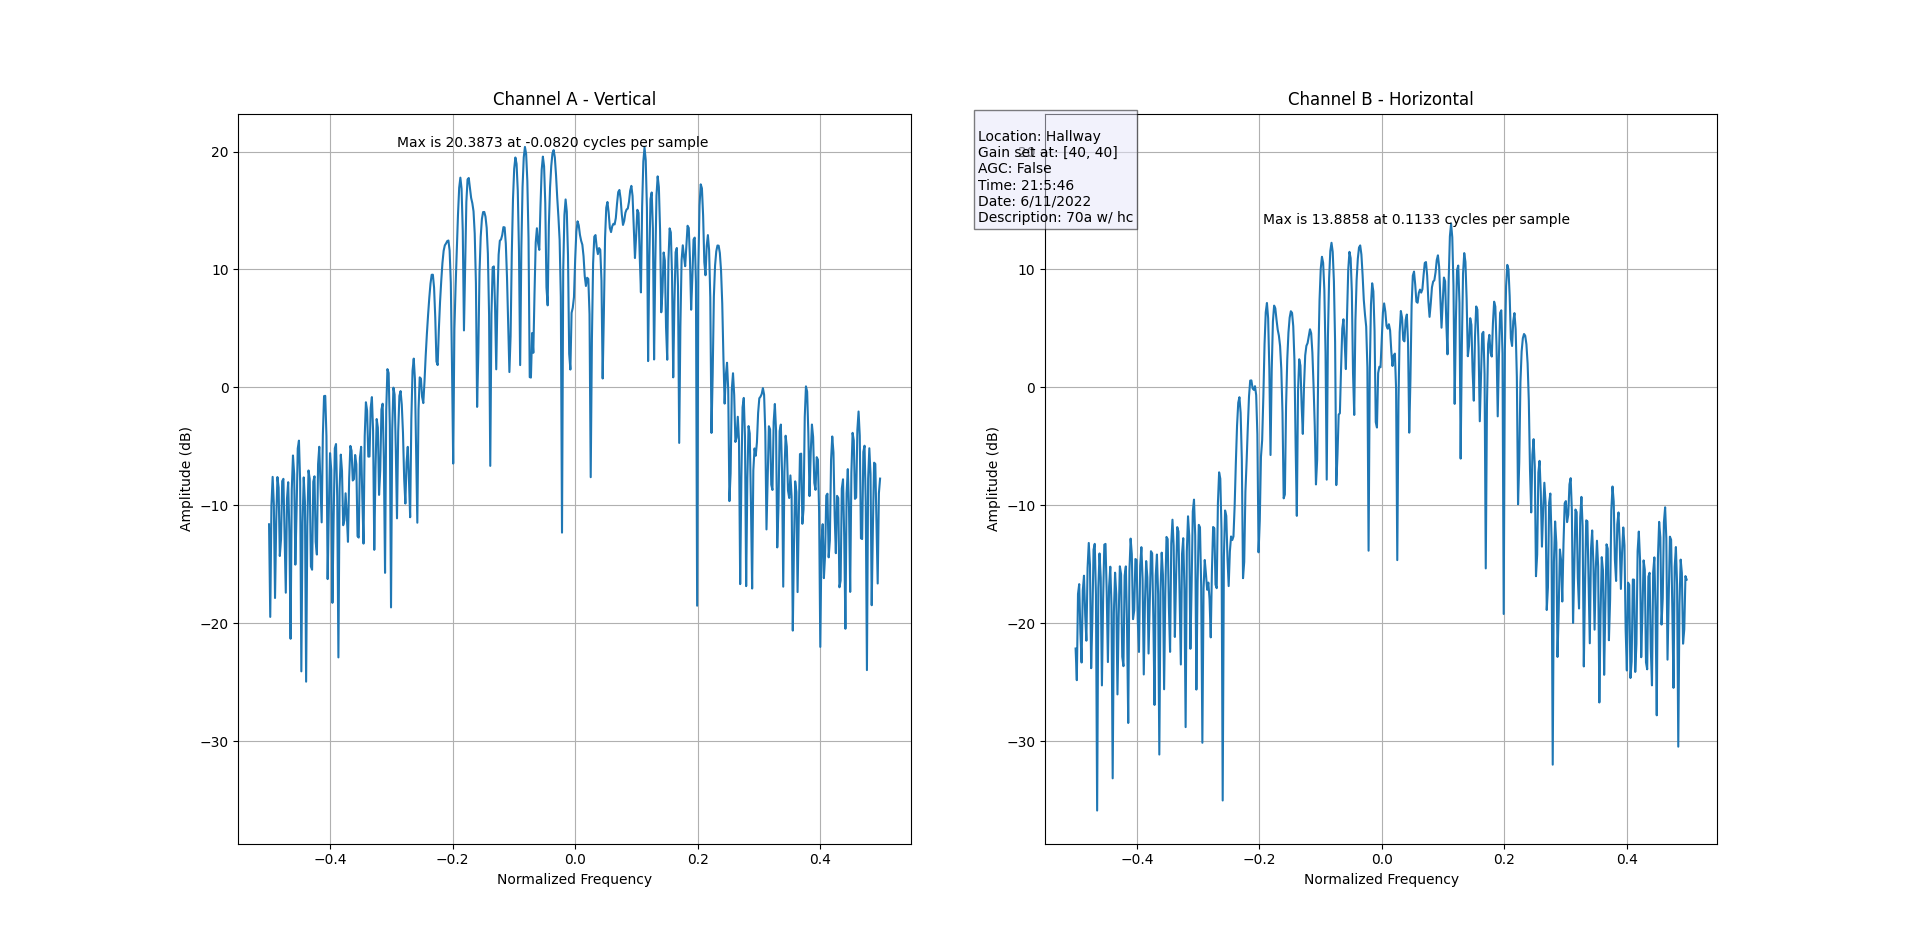 Channel A - Vertical
Max is 20.3873 at -0.0820 cycles per sample
20
10
0
−10
−20
−30
Amplitude (dB)
−0.4
−0.2
0.0
0.2
0.4
Normalized Frequency
Channel B - Horizontal
Location: Hallway
Gain set at: [40, 40]
AGC: False
Time: 21:5:46
Date: 6/11/2022
Description: 70a w/ hc
Max is 13.8858 at 0.1133 cycles per sample
20
10
0
−10
−20
−30
Amplitude (dB)
−0.4
−0.2
0.0
0.2
0.4
Normalized Frequency